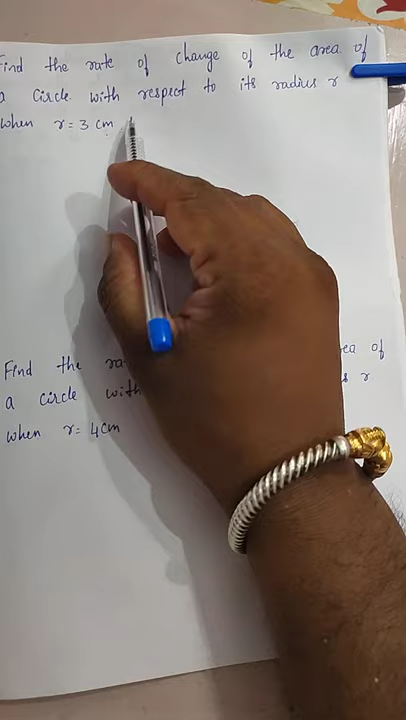 Find the rate of change of the area of
a circle with respect to its radius r
when r = 3 cm
Find the
ea of
a circle with
s r
when r = 4cm